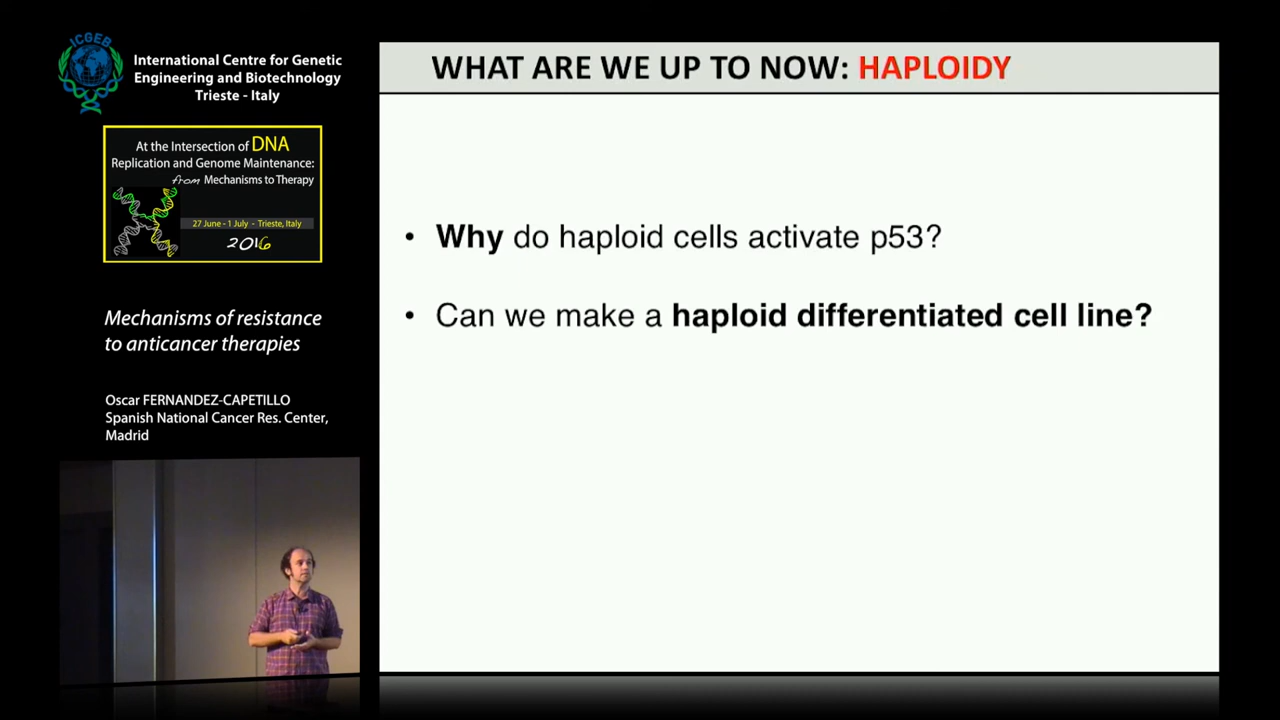 ICGEB
International Centre for Genetic
Engineering and Biotechnology
Trieste - Italy
At the Intersection of DNA
Replication and Genome Maintenance:
from Mechanisms to Therapy
27 June - 1 July - Trieste, Italy
2016
Mechanisms of resistance
to anticancer therapies
Oscar FERNANDEZ-CAPETILLO
Spanish National Cancer Res. Center,
Madrid
WHAT ARE WE UP TO NOW: HAPLOIDY
• Why do haploid cells activate p53?
• Can we make a haploid differentiated cell line?